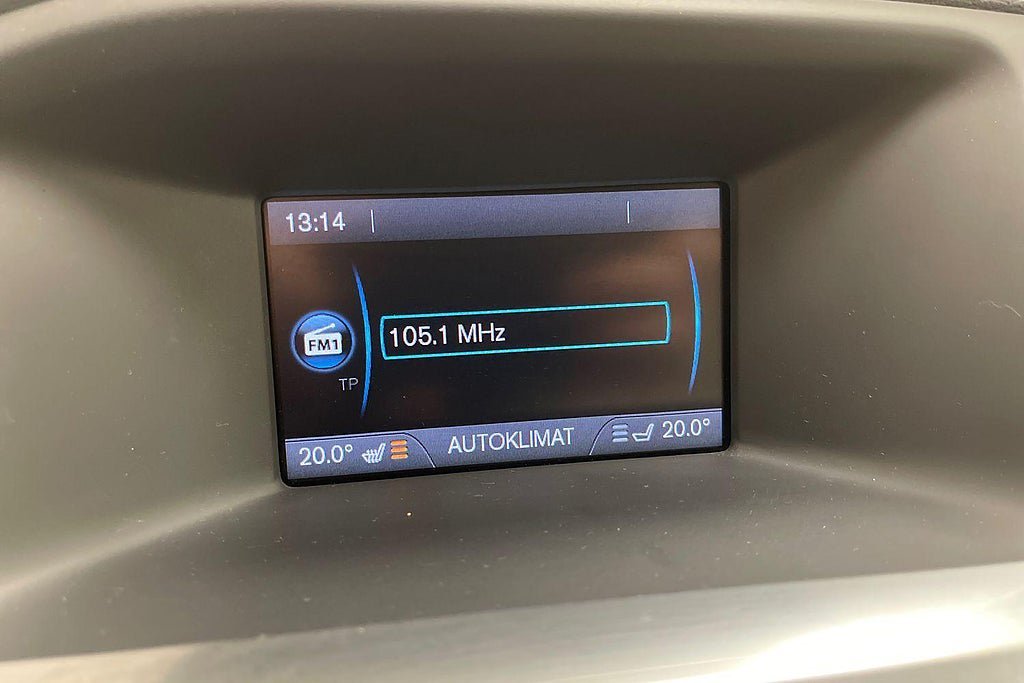 13:14
FM1
105.1 MHz
TP
20.0°
AUTOKLIMAT
20.0°